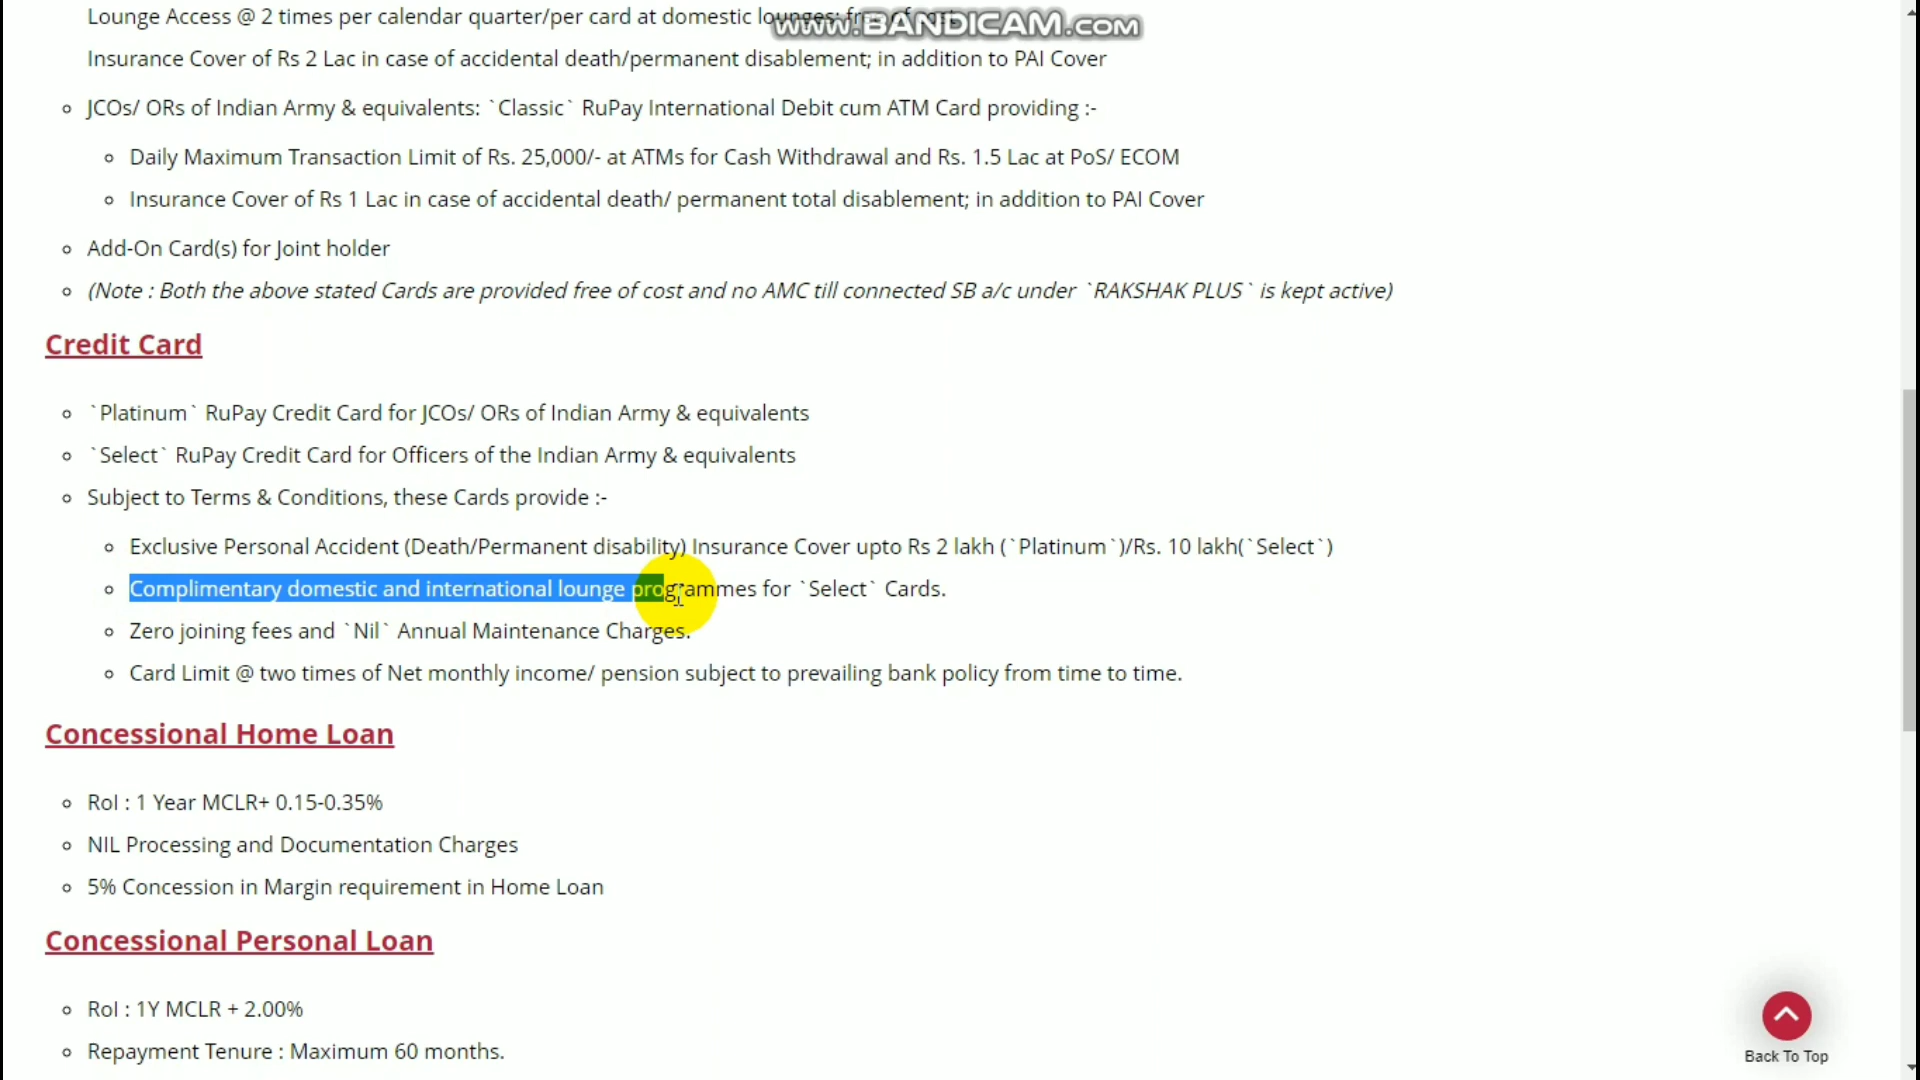 Lounge Access @ 2 times per calendar quarter/per card at domestic lounges; free of cost
www.BANDICAM.com
Insurance Cover of Rs 2 Lac in case of accidental death/permanent disablement; in addition to PAI Cover
JCOs/ ORs of Indian Army & equivalents: `Classic` RuPay International Debit cum ATM Card providing :-
Daily Maximum Transaction Limit of Rs. 25,000/- at ATMs for Cash Withdrawal and Rs. 1.5 Lac at PoS/ ECOM
Insurance Cover of Rs 1 Lac in case of accidental death/ permanent total disablement; in addition to PAI Cover
Add-On Card(s) for Joint holder
(Note : Both the above stated Cards are provided free of cost and no AMC till connected SB a/c under `RAKSHAK PLUS` is kept active)
Credit Card
`Platinum` RuPay Credit Card for JCOs/ ORs of Indian Army & equivalents
`Select` RuPay Credit Card for Officers of the Indian Army & equivalents
Subject to Terms & Conditions, these Cards provide :-
Exclusive Personal Accident (Death/Permanent disability) Insurance Cover upto Rs 2 lakh (`Platinum`)/Rs. 10 lakh(`Select`)
Complimentary domestic and international lounge programmes for `Select` Cards.
Zero joining fees and `Nil` Annual Maintenance Charges.
Card Limit @ two times of Net monthly income/ pension subject to prevailing bank policy from time to time.
Concessional Home Loan
RoI : 1 Year MCLR+ 0.15-0.35%
NIL Processing and Documentation Charges
5% Concession in Margin requirement in Home Loan
Concessional Personal Loan
RoI : 1Y MCLR + 2.00%
Repayment Tenure : Maximum 60 months.
Back To Top